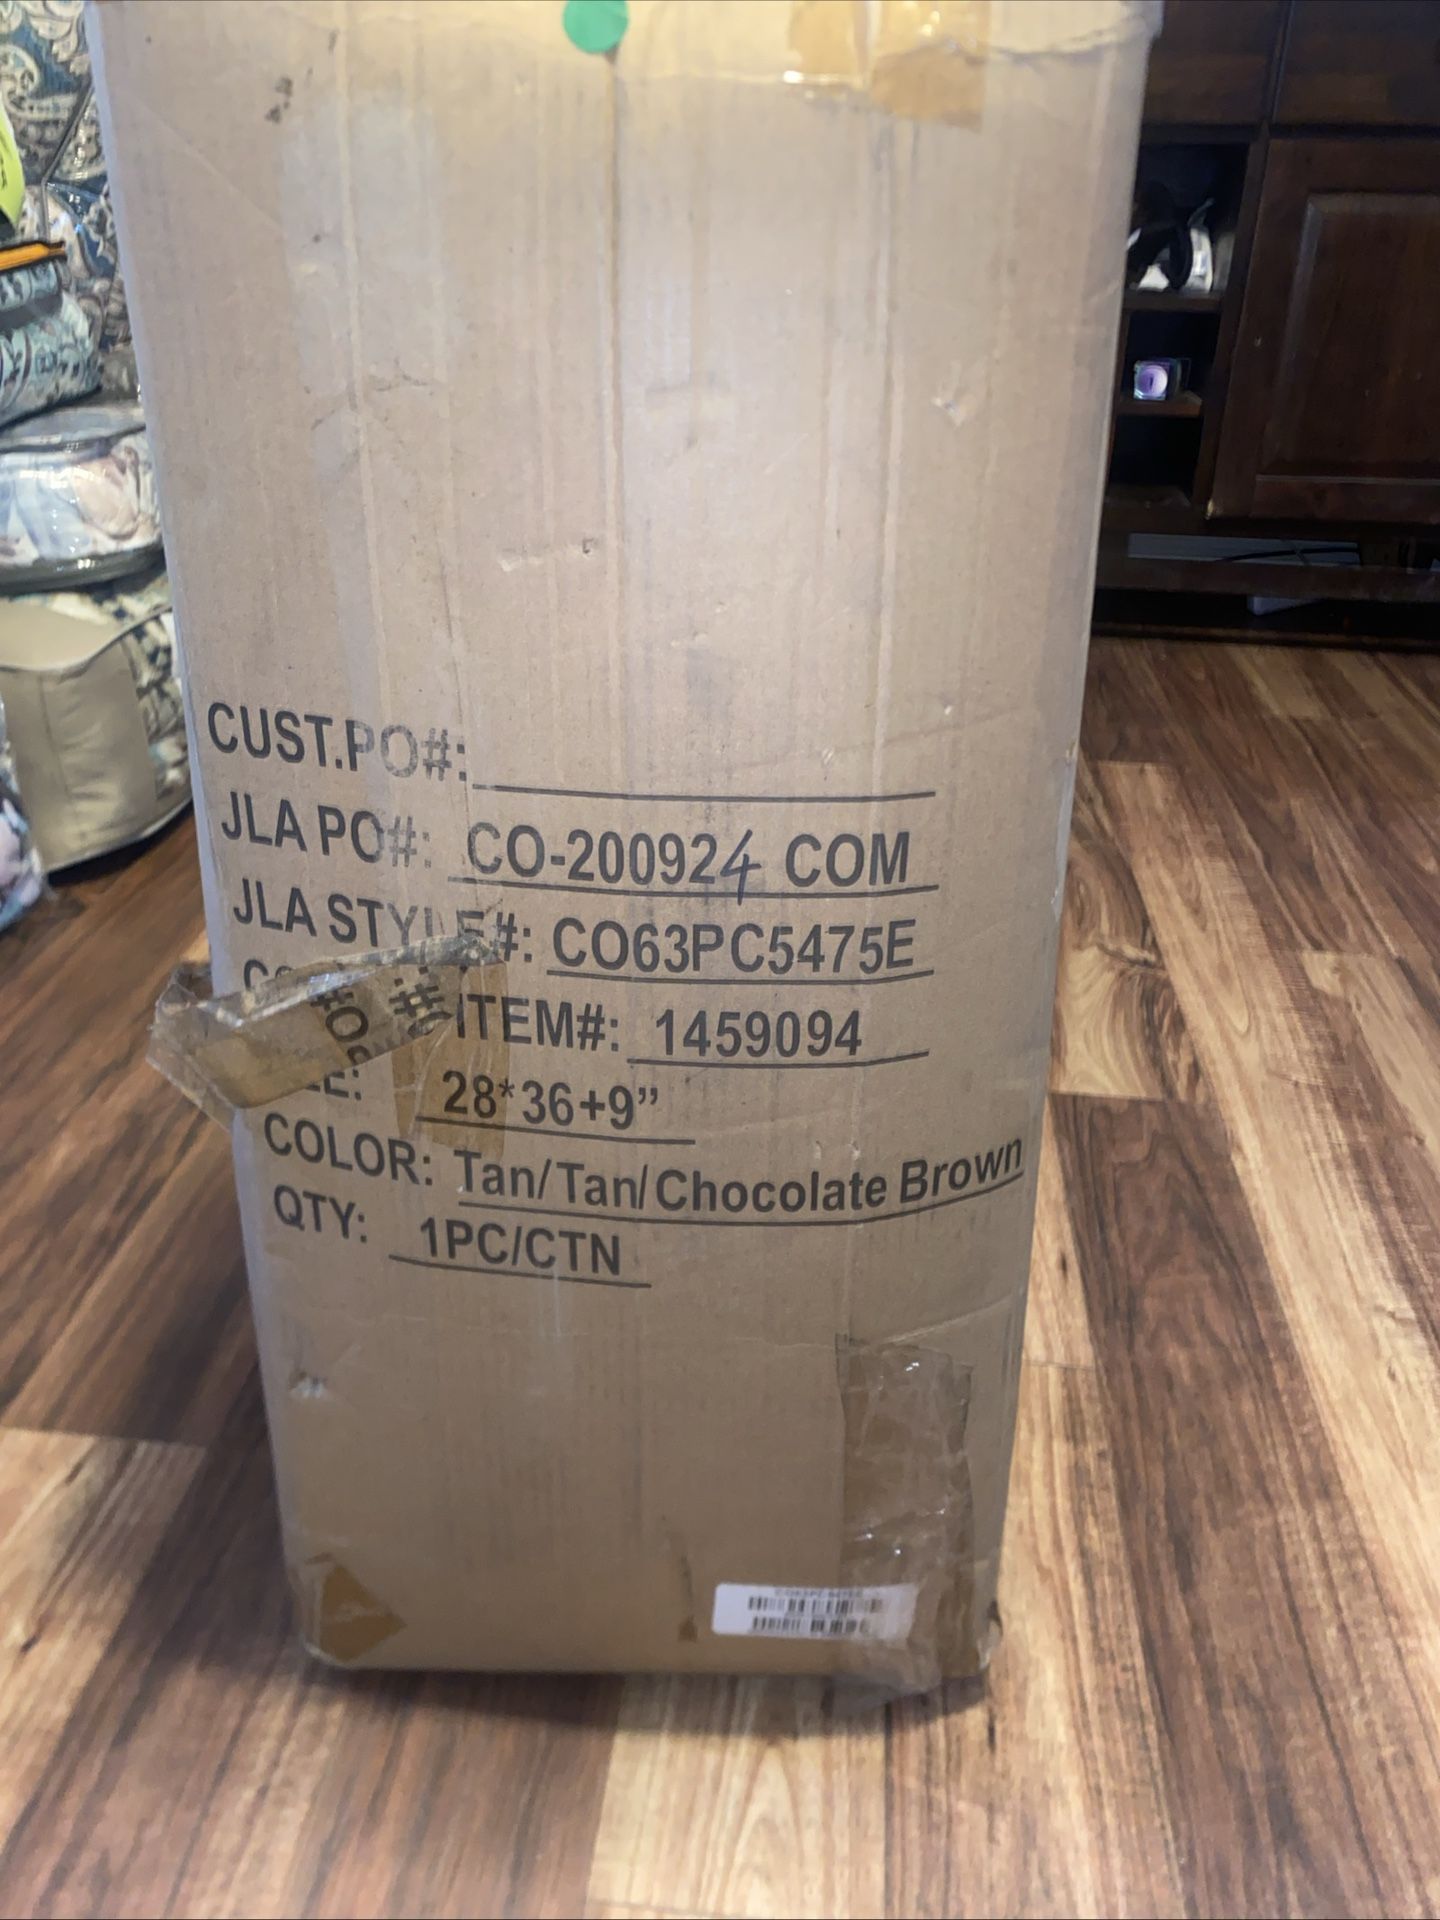 CUST.PO#:
JLA PO#: CO-200924 COM
JLA STYLE#: CO63PC5475E
ITEM#: 1459094
28*36+9”
COLOR: Tan/Tan/Chocolate Brown
QTY: 1PC/CTN